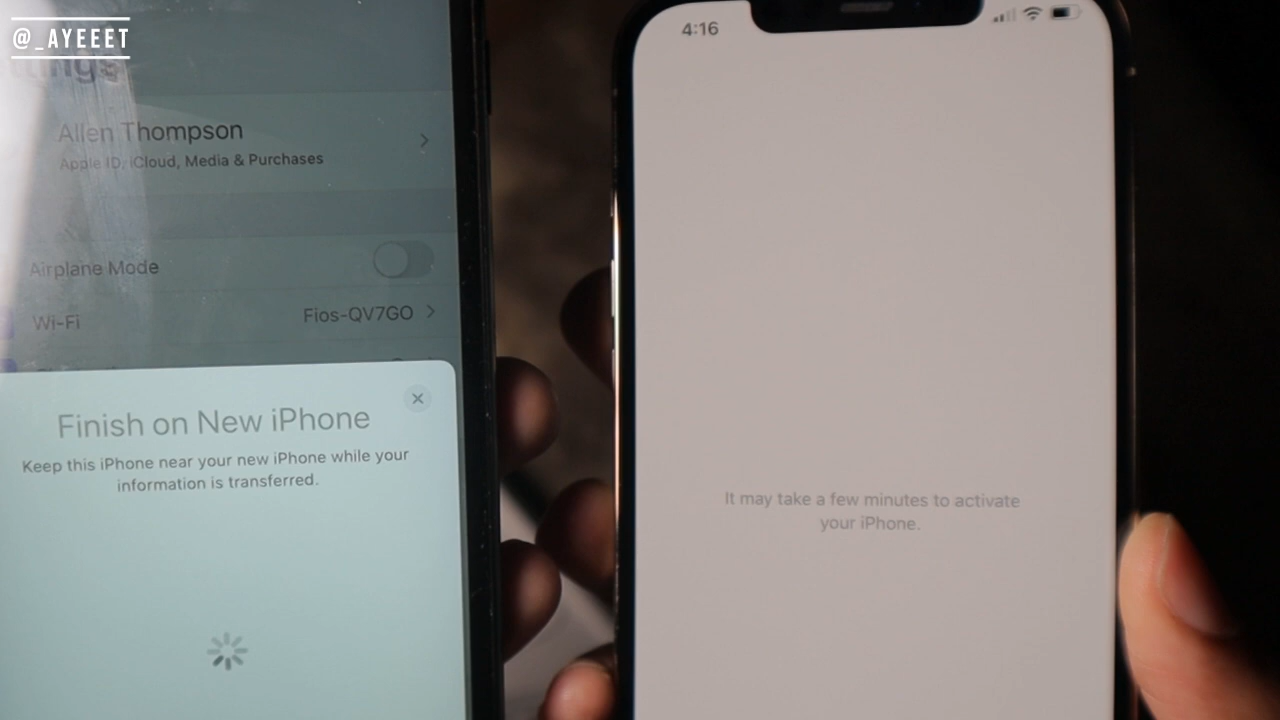 @_AYEEET
Settings
Allen Thompson
Apple ID, iCloud, Media & Purchases
Airplane Mode
Wi-Fi
Fios-QV7GO
Finish on New iPhone
Keep this iPhone near your new iPhone while your
information is transferred.
4:16
It may take a few minutes to activate
your iPhone.